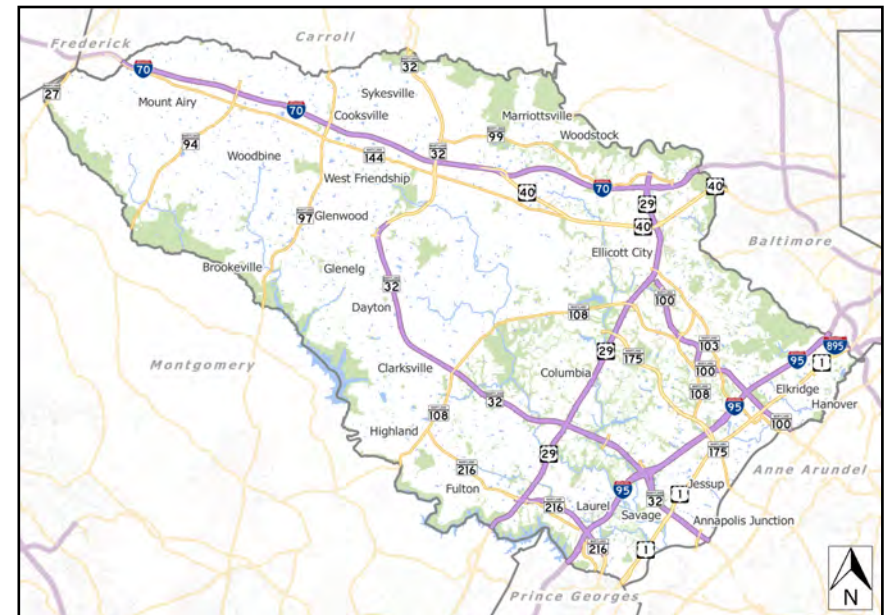 Frederick
Carroll
32
70
27
Sykesville
Mount Airy
70
Cooksville
Marriottsville
Woodstock
99
94
32
Woodbine
144
West Friendship
70
40
40
29
97
Glenwood
40
Baltimore
Ellicott City
Brookeville
Glenelg
32
100
Dayton
108
895
103
29
95
1
175
Montgomery
Clarksville
Columbia
100
Elkridge
108
Hanover
32
95
108
100
Highland
175
29
216
Anne Arundel
Fulton
Jessup
95
1
32
216
Laurel
Savage
Annapolis Junction
216
1
Prince Georges
N